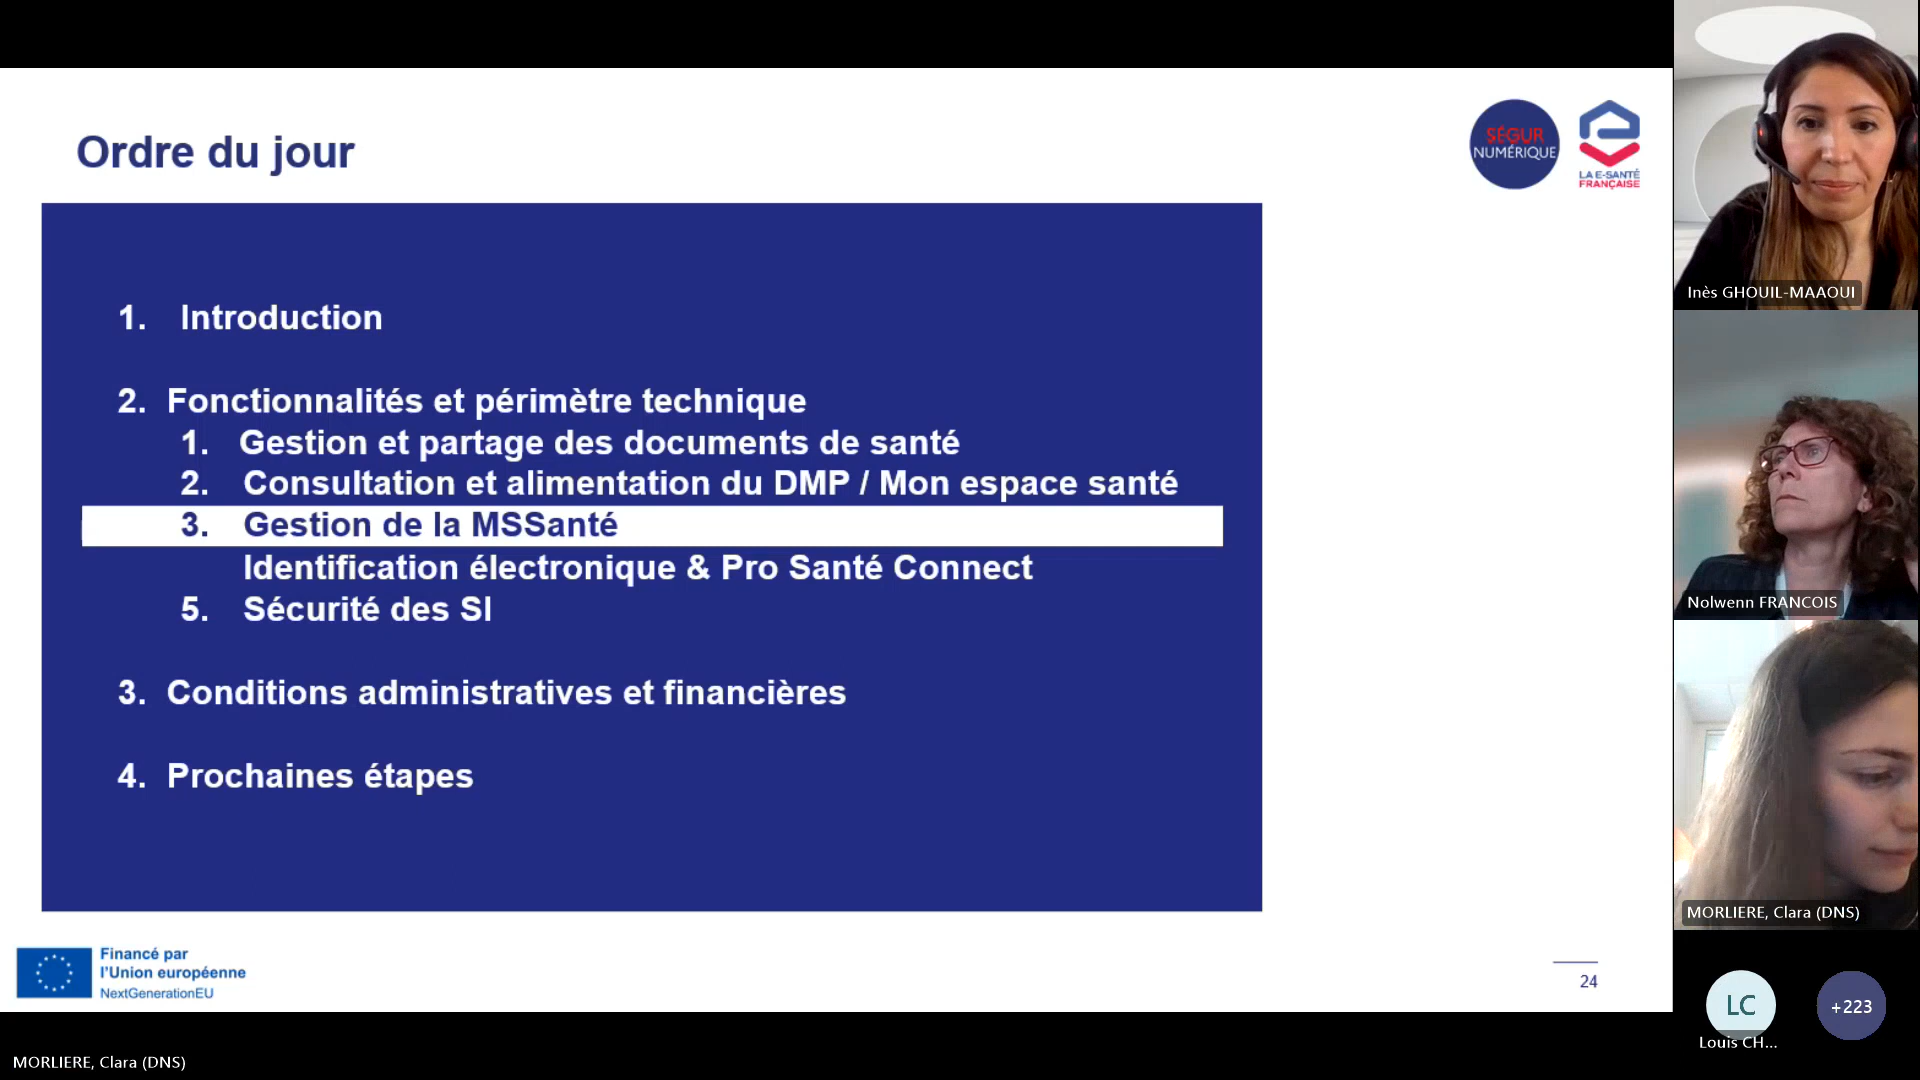 Ordre du jour
SÉGUR
NUMÉRIQUE
LA E-SANTÉ
FRANÇAISE
1. Introduction
2. Fonctionnalités et périmètre technique
1. Gestion et partage des documents de santé
2. Consultation et alimentation du DMP / Mon espace santé
3. Gestion de la MSSanté
Identification électronique & Pro Santé Connect
5. Sécurité des SI
3. Conditions administratives et financières
4. Prochaines étapes
Financé par
l'Union européenne
NextGenerationEU
24
MORLIERE, Clara (DNS)
Inès GHOUIL-MAAOUI
Nolwenn FRANCOIS
MORLIERE, Clara (DNS)
LC
+223
Louis CH...